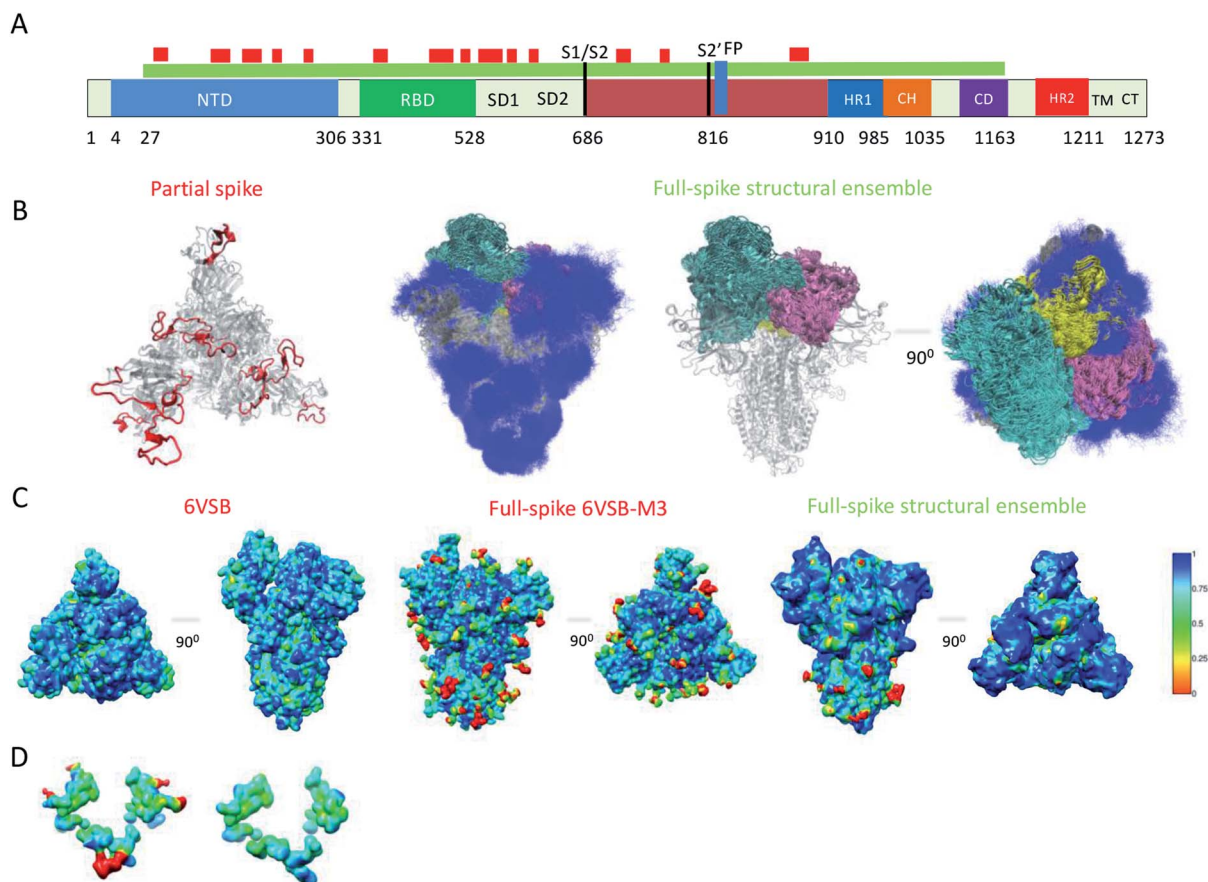 A
S1/S2
S2’ FP
NTD
RBD
SD1
SD2
HR1
CH
CD
HR2
TM
CT
1 4 27 306 331 528 686 816 910 985 1035 1163 1211 1273
Partial spike
Full-spike structural ensemble
B
90⁰
C
6VSB
Full-spike 6VSB-M3
Full-spike structural ensemble
90⁰
90⁰
90⁰
1
0.75
0.5
0.25
0
D